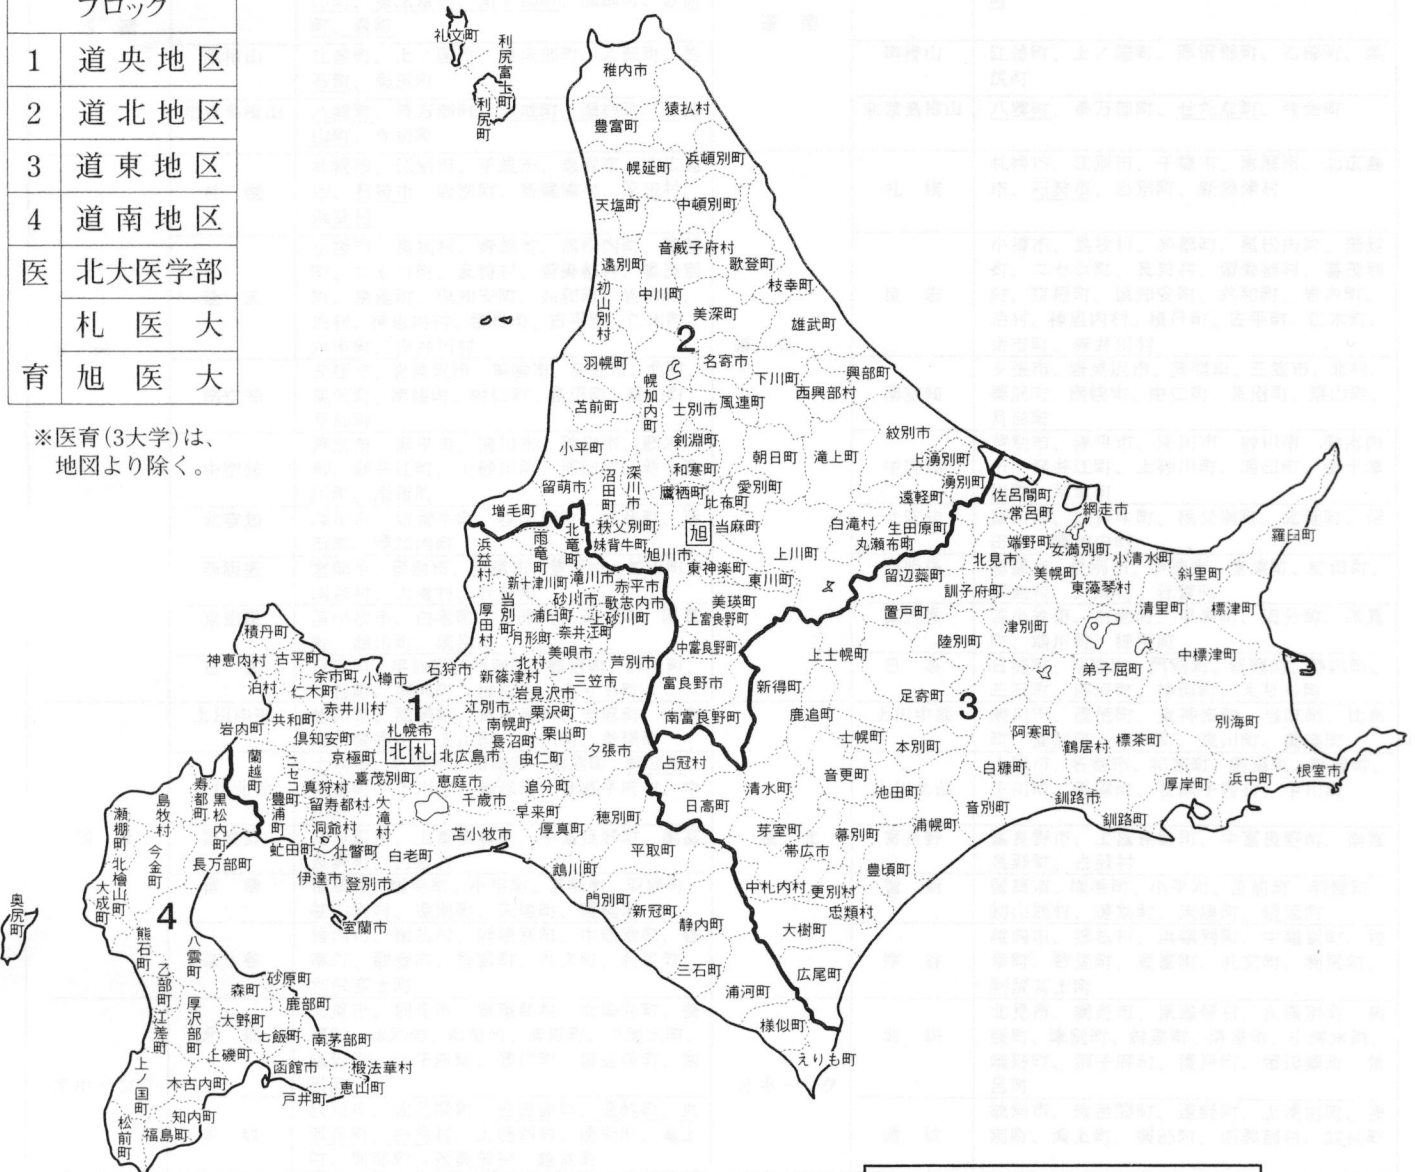 ブロック
1 道央地区
2 道北地区
3 道東地区
4 道南地区
医 北大医学部
札医大
育 旭医大
※医育(3大学)は、
地図より除く。
礼文町
利尻富士町
利尻町
稚内市
猿払村
豊富町
浜頓別町
幌延町
天塩町
中頓別町
音威子府村
遠別町
歌登町
初山別村
中川町
枝幸町
美深町
雄武町
2
羽幌町
名寄市
幌加内町
下川町
興部町
西興部村
苫前町
士別市
風連町
紋別市
剣淵町
小平町
朝日町
滝上町
上湧別町
和寒町
沼田町
深川市
留萌市
鷹栖町
愛別町
湧別町
比布町
遠軽町
増毛町
秩父別町
旭
当麻町
白滝村
生田原町
妹背牛町
丸瀬布町
旭川市
上川町
東神楽町
東川町
美瑛町
上富良野町
中富良野町
富良野市
南富良野町
占冠村
佐呂間町
常呂町
網走市
羅臼町
端野町
女満別町
北見市
小清水町
美幌町
斜里町
留辺蘂町
東藻琴村
訓子府町
清里町
標津町
置戸町
津別町
陸別町
中標津町
上士幌町
弟子屈町
新得町
足寄町
3
鹿追町
別海町
阿寒町
士幌町
本別町
鶴居村
標茶町
白糠町
音更町
清水町
池田町
根室市
浜中町
厚岸町
釧路市
音別町
釧路町
浦幌町
芽室町
幕別町
帯広市
豊頃町
中札内村
更別村
忠類村
大樹町
広尾町
浜益村
雨竜町
北竜町
新十津川町
滝川市
赤平市
砂川市
歌志内市
当別町
浦臼町
上砂川町
厚田村
奈井江町
月形町
美唄市
芦別市
石狩市
北村
新篠津村
三笠市
岩見沢市
江別市
栗沢町
南幌町
栗山町
長沼町
夕張市
由仁町
積丹町
神恵内村
古平町
余市町
小樽市
泊村
仁木町
赤井川村
1
共和町
札幌市
岩内町
倶知安町
北 札
北広島市
京極町
蘭越町
ニセコ町
喜茂別町
恵庭市
追分町
真狩村
千歳市
留寿都村
早来町
大滝村
穂別町
日高町
豊浦町
洞爺村
苫小牧市
厚真町
虻田町
壮瞥町
白老町
平取町
伊達市
登別市
鵡川町
門別町
新冠町
室蘭市
静内町
三石町
浦河町
様似町
えりも町
寿都町
黒松内町
島牧村
瀬棚町
今金町
北檜山町
長万部町
大成町
奥尻町
4
熊石町
八雲町
乙部町
砂原町
森町
鹿部町
厚沢部町
大野町
江差町
七飯町
南茅部町
上磯町
函館市
椴法華村
上ノ国町
木古内町
恵山町
戸井町
知内町
松前町
福島町